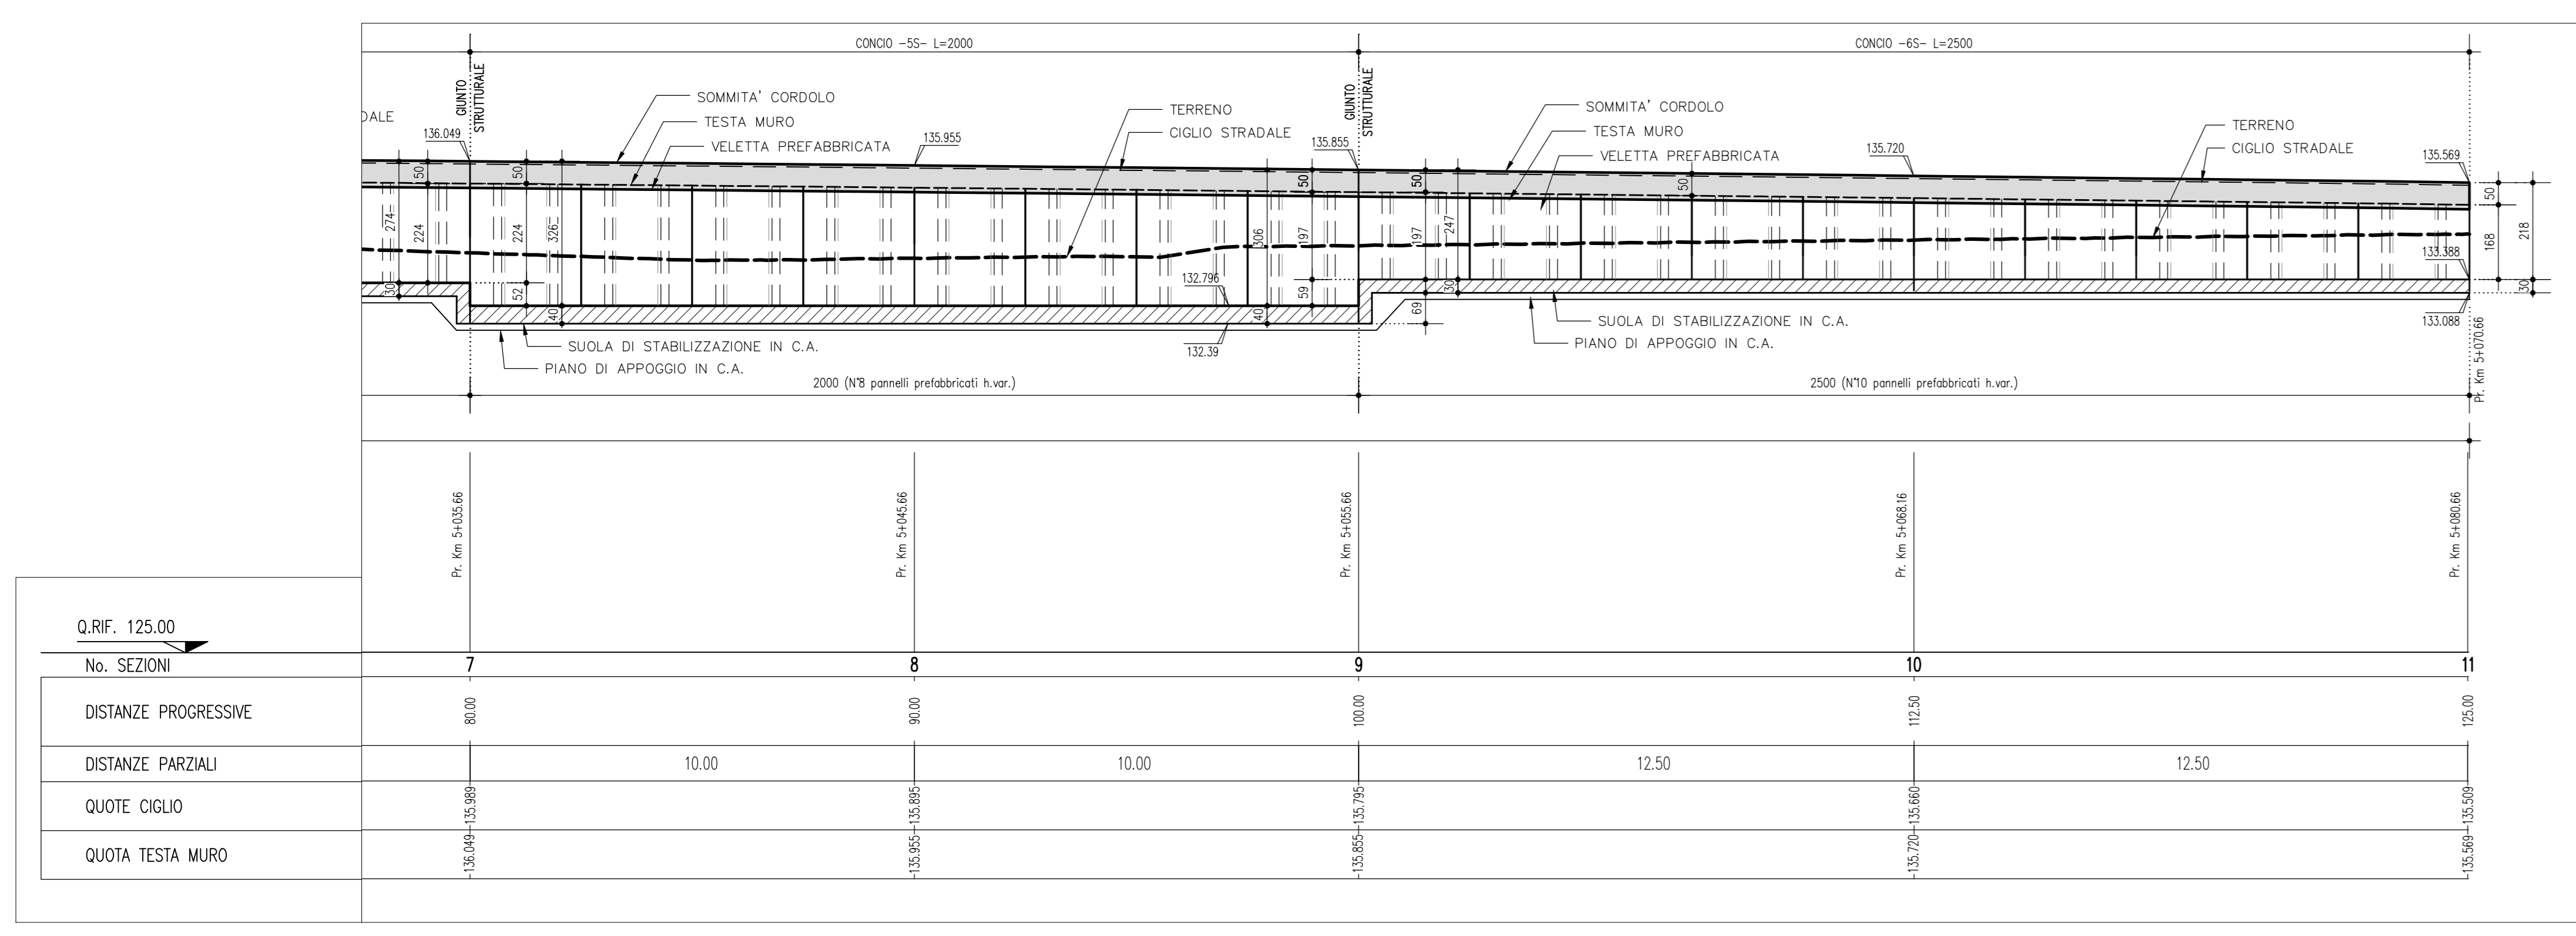 CONCIO -5S- L=2000
CONCIO -6S- L=2500
GIUNTO
STRUTTURALE
GIUNTO
STRUTTURALE
DALE
SOMMITA' CORDOLO
TESTA MURO
VELETTA PREFABBRICATA
TERRENO
CIGLIO STRADALE
SOMMITA' CORDOLO
TESTA MURO
VELETTA PREFABBRICATA
TERRENO
CIGLIO STRADALE
136.049
135.955
135.855
135.720
135.569
50
50
50
50
50
50
274
224
224
326
306
197
197
247
168
218
132.796
133.388
30
52
40
40
59
30
69
30
132.39
133.088
SUOLA DI STABILIZZAZIONE IN C.A.
PIANO DI APPOGGIO IN C.A.
SUOLA DI STABILIZZAZIONE IN C.A.
PIANO DI APPOGGIO IN C.A.
2000 (N°8 pannelli prefabbricati h.var.)
2500 (N°10 pannelli prefabbricati h.var.)
Pr. Km 5+070.66
Pr. Km 5+035.66
Pr. Km 5+045.66
Pr. Km 5+055.66
Pr. Km 5+068.16
Pr. Km 5+080.66
Q.RIF. 125.00
No. SEZIONI
7
8
9
10
11
DISTANZE PROGRESSIVE
80.00
90.00
100.00
112.50
125.00
DISTANZE PARZIALI
10.00
10.00
12.50
12.50
QUOTE CIGLIO
135.989
135.895
135.795
135.660
135.509
QUOTA TESTA MURO
136.049
135.955
135.855
135.720
135.569